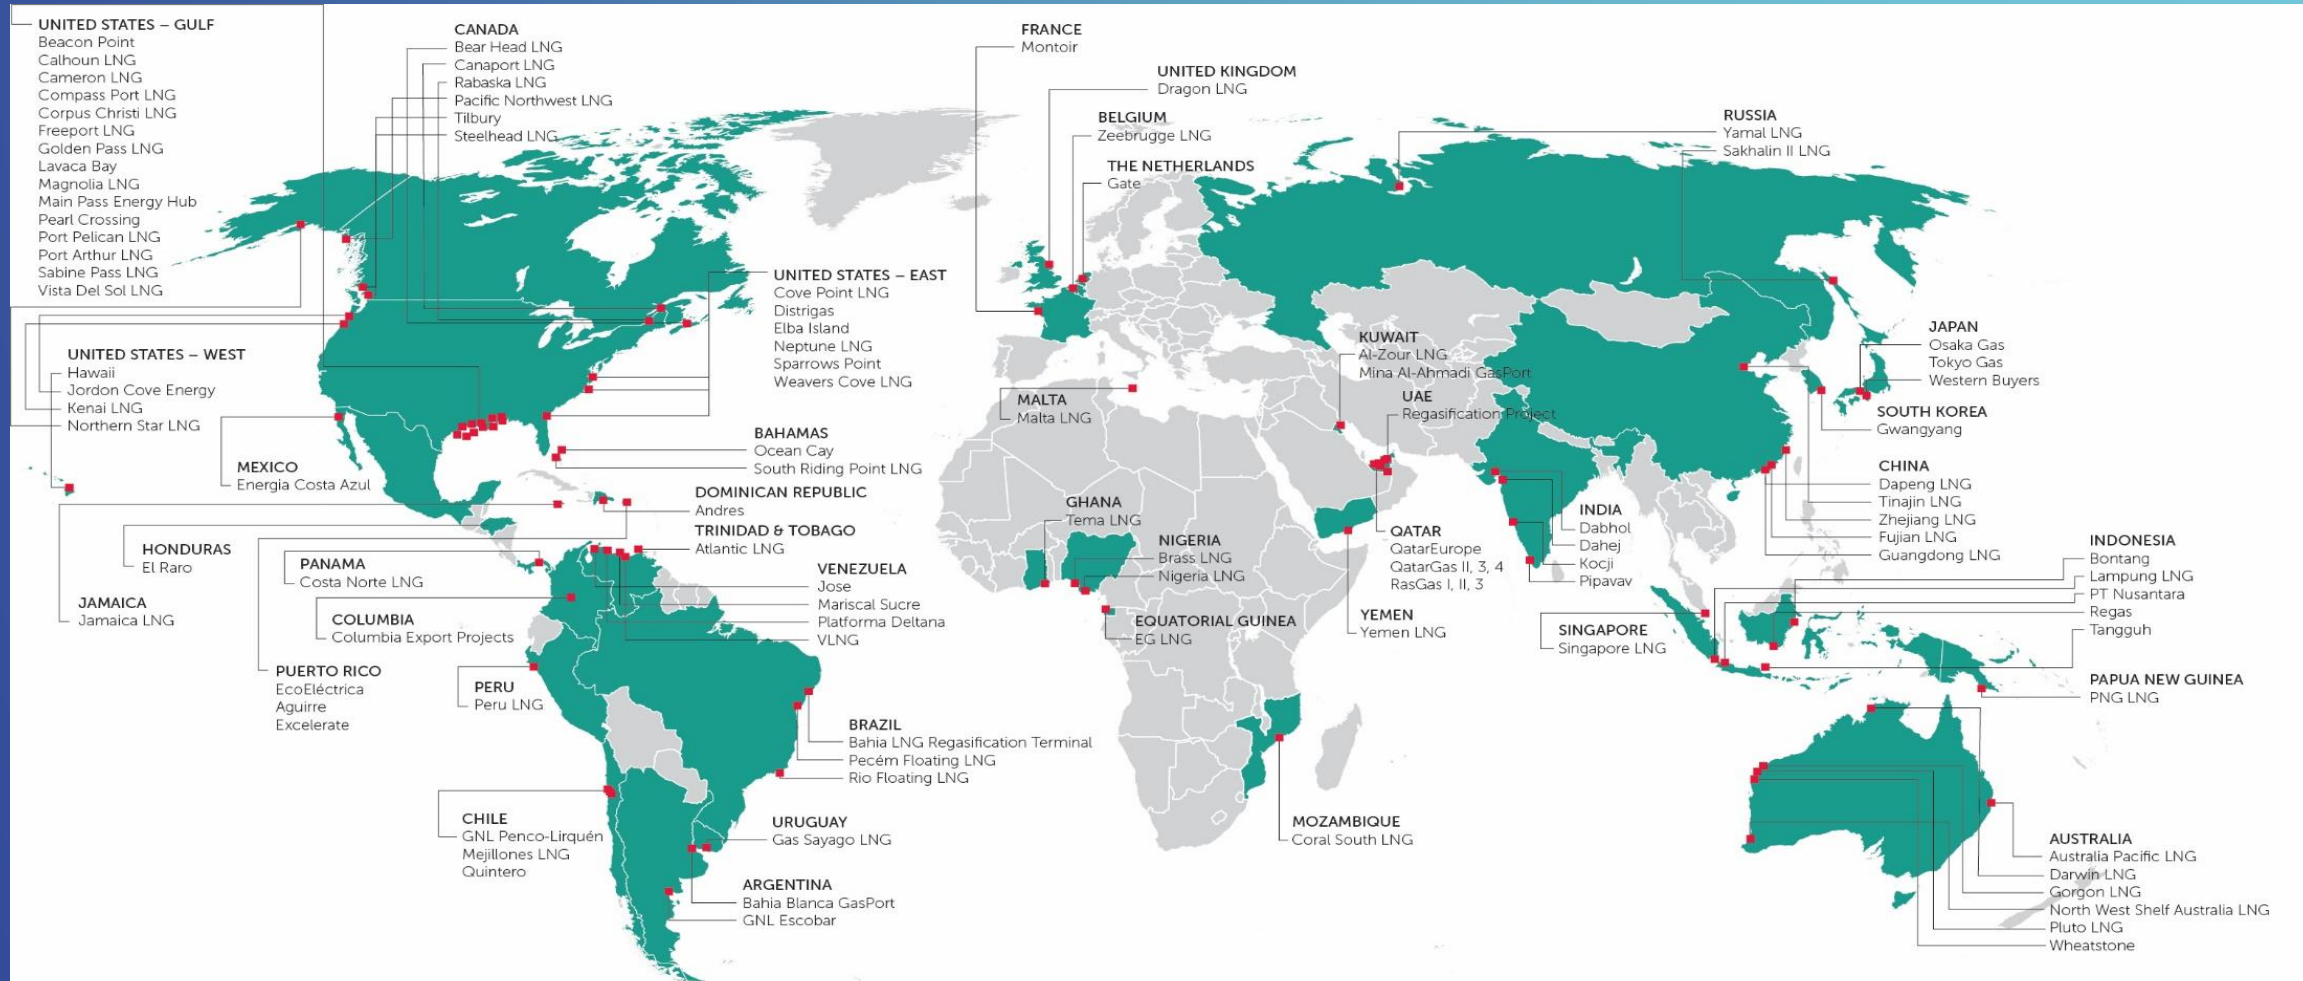 UNITED STATES – GULF
Beacon Point
Calhoun LNG
Cameron LNG
Compass Port LNG
Corpus Christi LNG
Freeport LNG
Golden Pass LNG
Lavaca Bay
Magnolia LNG
Main Pass Energy Hub
Pearl Crossing
Port Pelican LNG
Port Arthur LNG
Sabine Pass LNG
Vista Del Sol LNG
UNITED STATES – WEST
Hawaii
Jordon Cove Energy
Kenai LNG
Northern Star LNG
MEXICO
Energia Costa Azul
HONDURAS
El Raro
JAMAICA
Jamaica LNG
PANAMA
Costa Norte LNG
COLUMBIA
Columbia Export Projects
PUERTO RICO
EcoEléctrica
Aguirre
Excelerate
PERU
Peru LNG
CHILE
GNL Penco-Lirquén
Mejillones LNG
Quintero
CANADA
Bear Head LNG
Canaport LNG
Rabaska LNG
Pacific Northwest LNG
Tilbury
Steelhead LNG
UNITED STATES – EAST
Cove Point LNG
Distrigas
Elba Island
Neptune LNG
Sparrows Point
Weavers Cove LNG
BAHAMAS
Ocean Cay
South Riding Point LNG
DOMINICAN REPUBLIC
Andres
TRINIDAD & TOBAGO
Atlantic LNG
VENEZUELA
Jose
Mariscal Sucre
Platforma Deltana
VLNG
BRAZIL
Bahia LNG Regasification Terminal
Pecém Floating LNG
Rio Floating LNG
URUGUAY
Gas Sayago LNG
ARGENTINA
Bahia Blanca GasPort
GNL Escobar
FRANCE
Montoir
UNITED KINGDOM
Dragon LNG
BELGIUM
Zeebrugge LNG
THE NETHERLANDS
Gate
MALTA
Malta LNG
GHANA
Tema LNG
NIGERIA
Brass LNG
Nigeria LNG
EQUATORIAL GUINEA
EG LNG
MOZAMBIQUE
Coral South LNG
KUWAIT
Al-Zour LNG
Mina Al-Ahmadi GasPort
UAE
Regasification Project
QATAR
QatarEurope
QatarGas II, 3, 4
RasGas I, II, 3
YEMEN
Yemen LNG
RUSSIA
Yamal LNG
Sakhalin II LNG
INDIA
Dabhol
Dahej
Kocji
Pipavav
SINGAPORE
Singapore LNG
JAPAN
Osaka Gas
Tokyo Gas
Western Buyers
SOUTH KOREA
Gwangyang
CHINA
Dapeng LNG
Tinajin LNG
Zhejiang LNG
Fujian LNG
Guangdong LNG
INDONESIA
Bontang
Lampung LNG
PT Nusantara
Regas
Tangguh
PAPUA NEW GUINEA
PNG LNG
AUSTRALIA
Australia Pacific LNG
Darwin LNG
Gorgon LNG
North West Shelf Australia LNG
Pluto LNG
Wheatstone